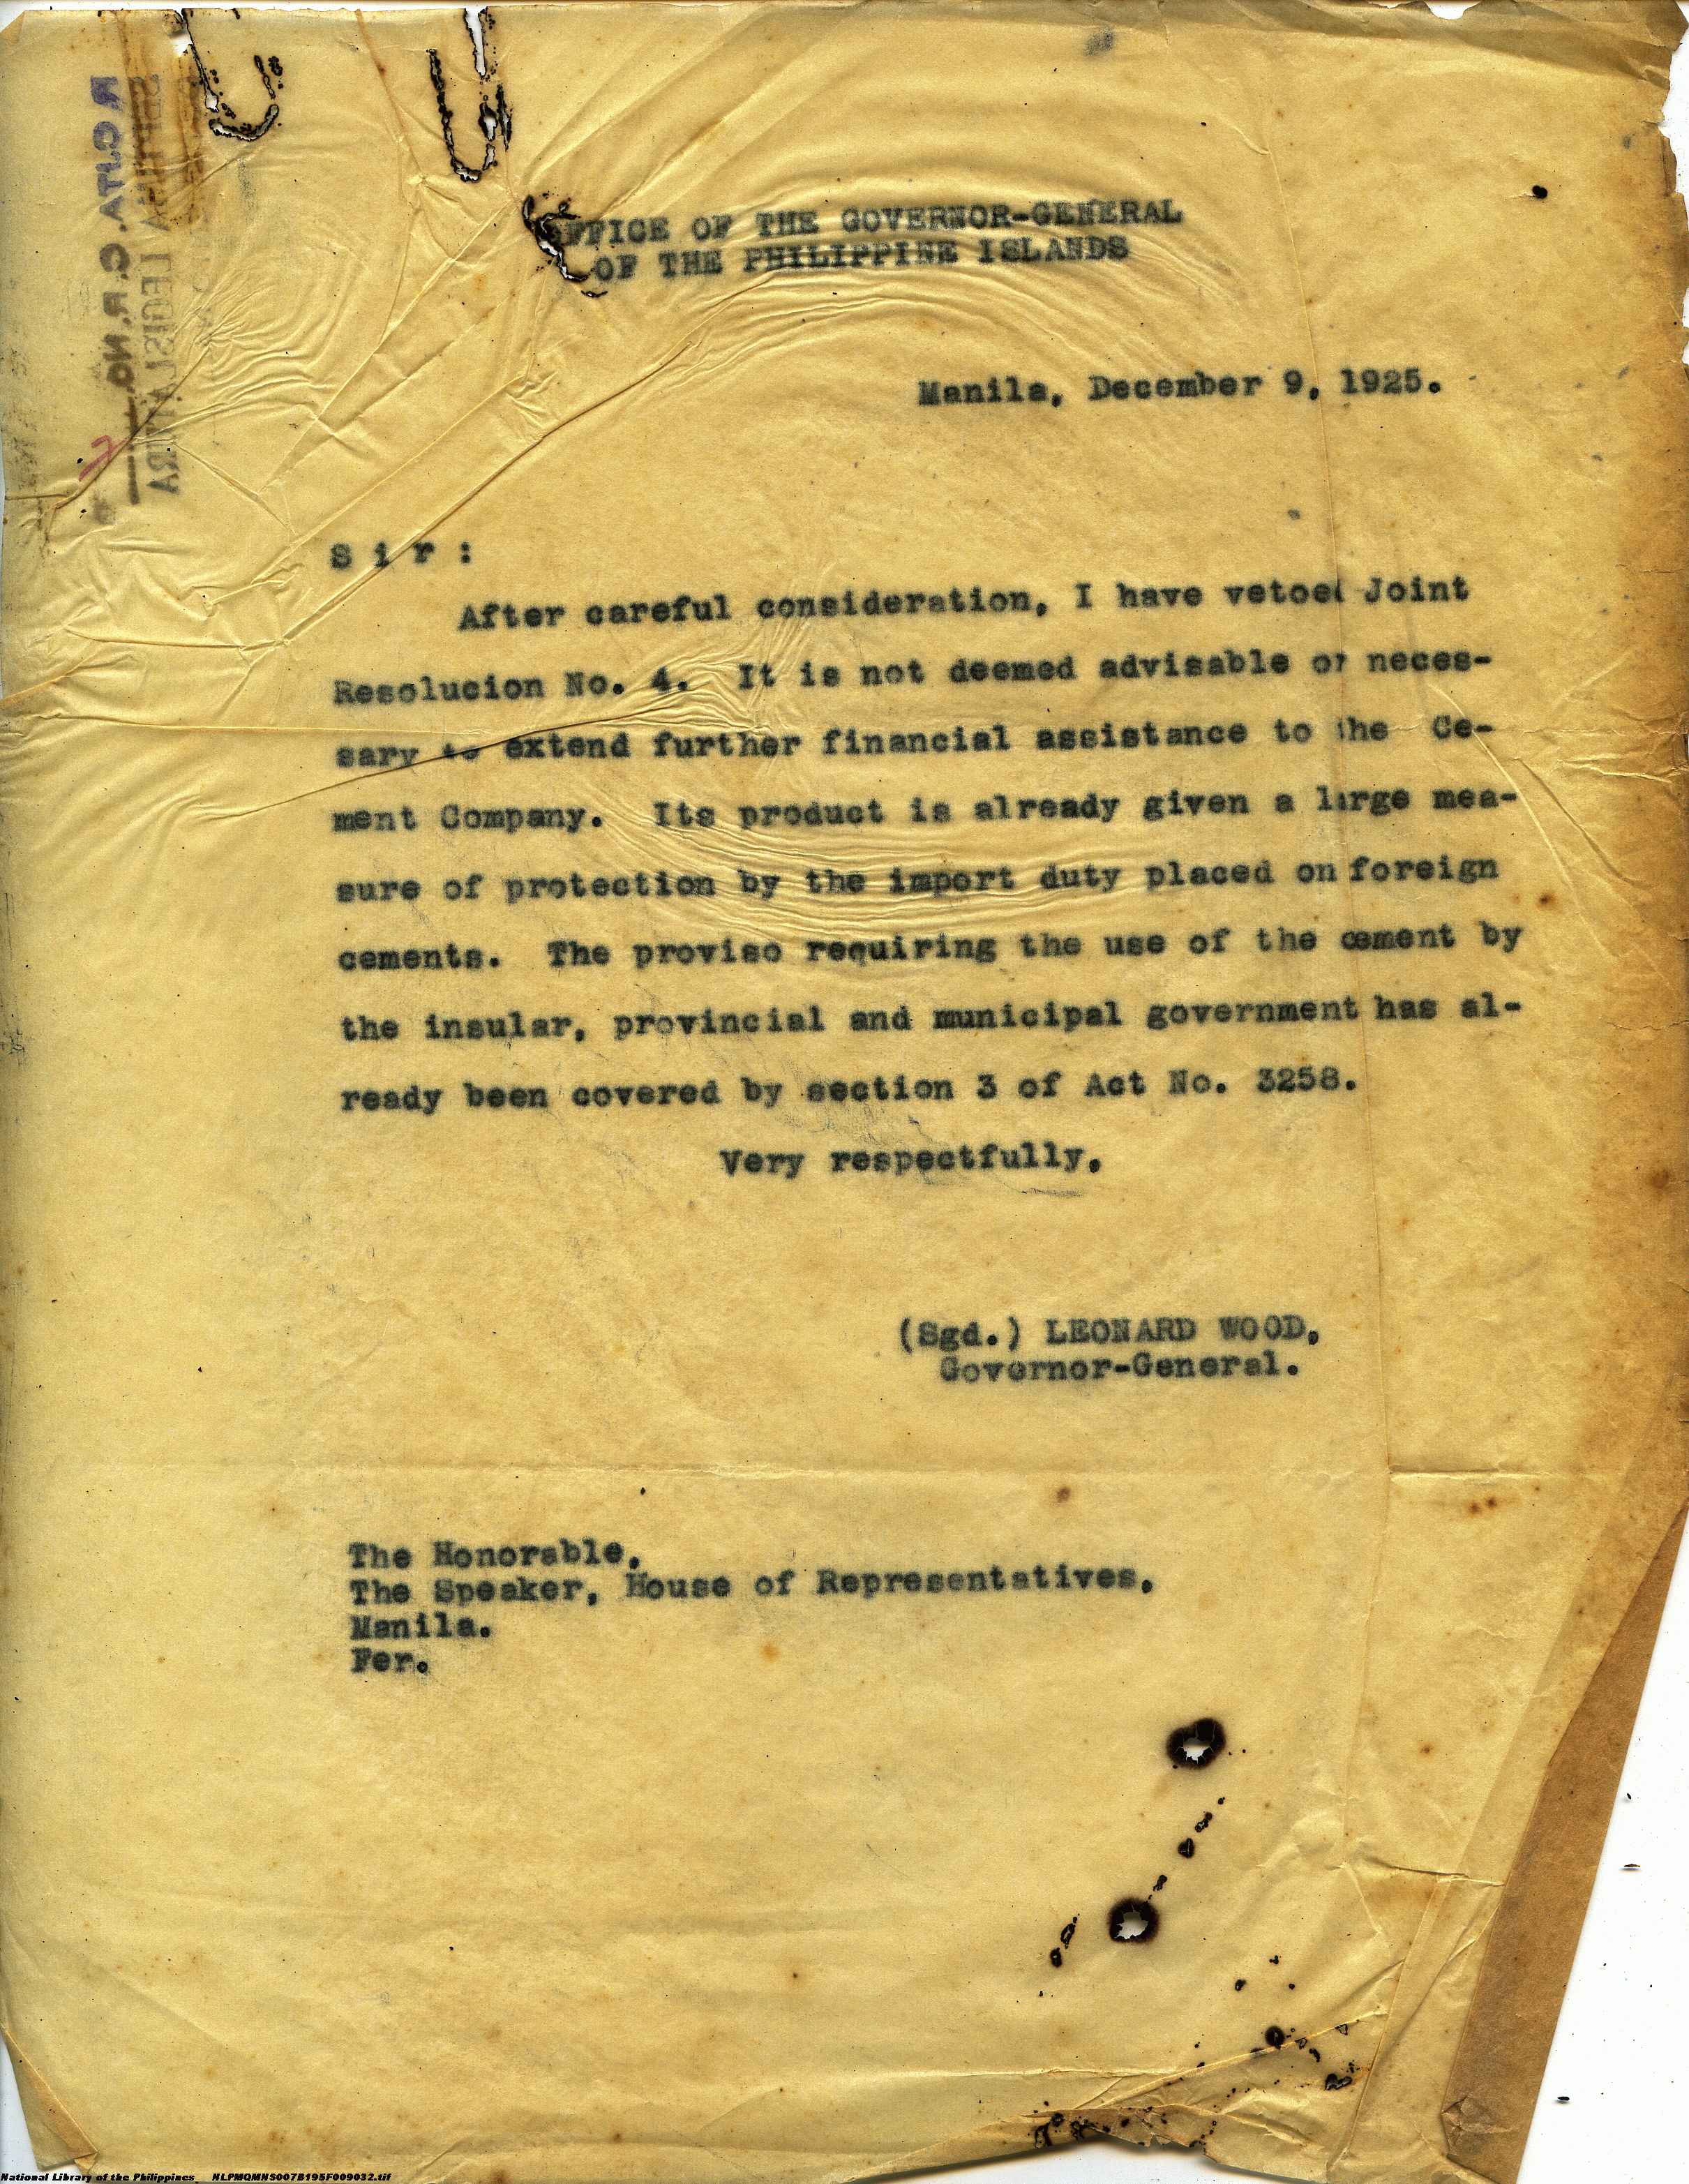 OFFICE OF THE GOVERNOR-GENERAL
OF THE PHILIPPINE ISLANDS
Manila, December 9, 1925.
S i r :
After careful consideration, I have vetoed Joint
Resolucion No. 4. It is not deemed advisable or neces-
sary to extend further financial assistance to the Ce-
ment Company. Its product is already given a large mea-
sure of protection by the import duty placed on foreign
cements. The proviso requiring the use of the cement by
the insular, provincial and municipal government has al-
ready been covered by section 3 of Act No. 3258.
Very respectfully,
(Sgd.) LEONARD WOOD,
Governor-General.
The Honorable,
The Speaker, House of Representatives,
Manila.
Fer.
National Library of the Philippines NLPMQMNS007B195F009032.tif